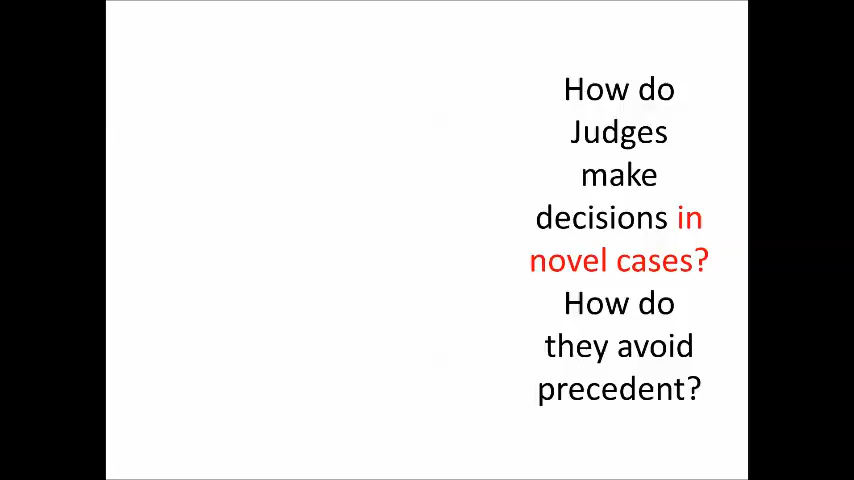 How do
Judges
make
decisions in
novel cases?
How do
they avoid
precedent?